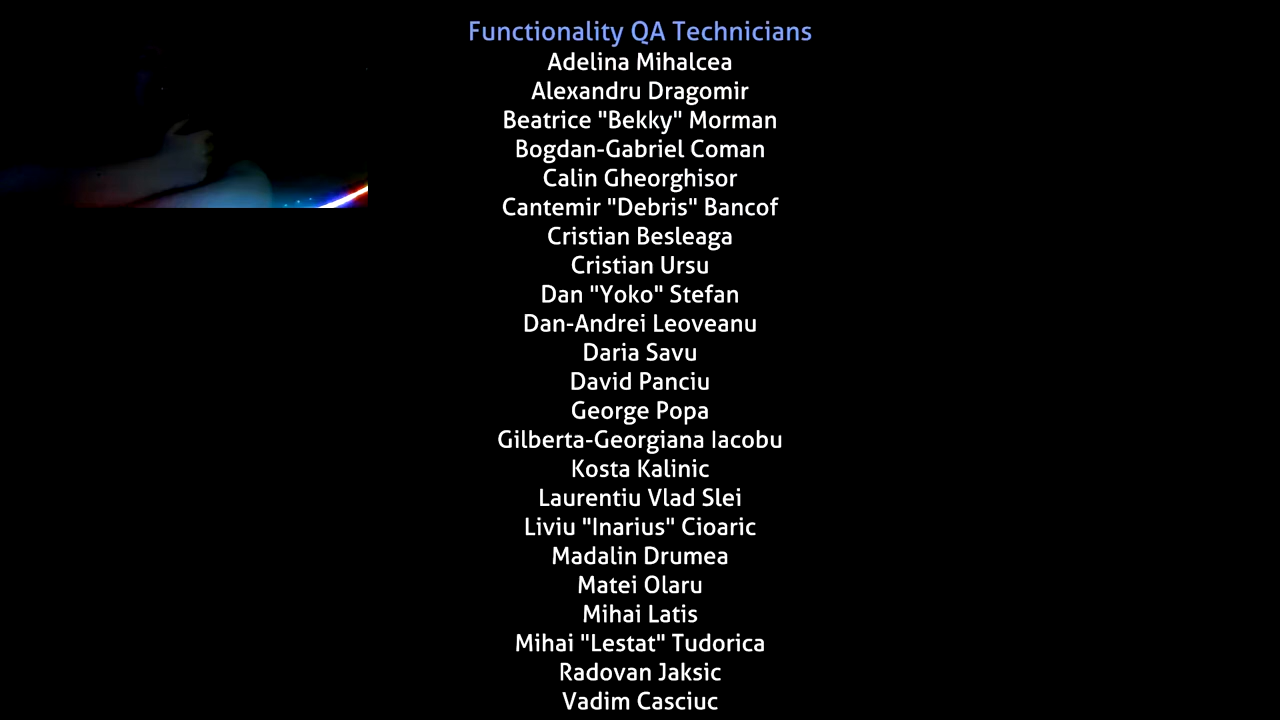 Functionality QA Technicians
Adelina Mihalcea
Alexandru Dragomir
Beatrice "Bekky" Morman
Bogdan-Gabriel Coman
Calin Gheorghisor
Cantemir "Debris" Bancof
Cristian Besleaga
Cristian Ursu
Dan "Yoko" Stefan
Dan-Andrei Leoveanu
Daria Savu
David Panciu
George Popa
Gilberta-Georgiana Iacobu
Kosta Kalinic
Laurentiu Vlad Slei
Liviu "Inarius" Cioaric
Madalin Drumea
Matei Olaru
Mihai Latis
Mihai "Lestat" Tudorica
Radovan Jaksic
Vadim Casciuc